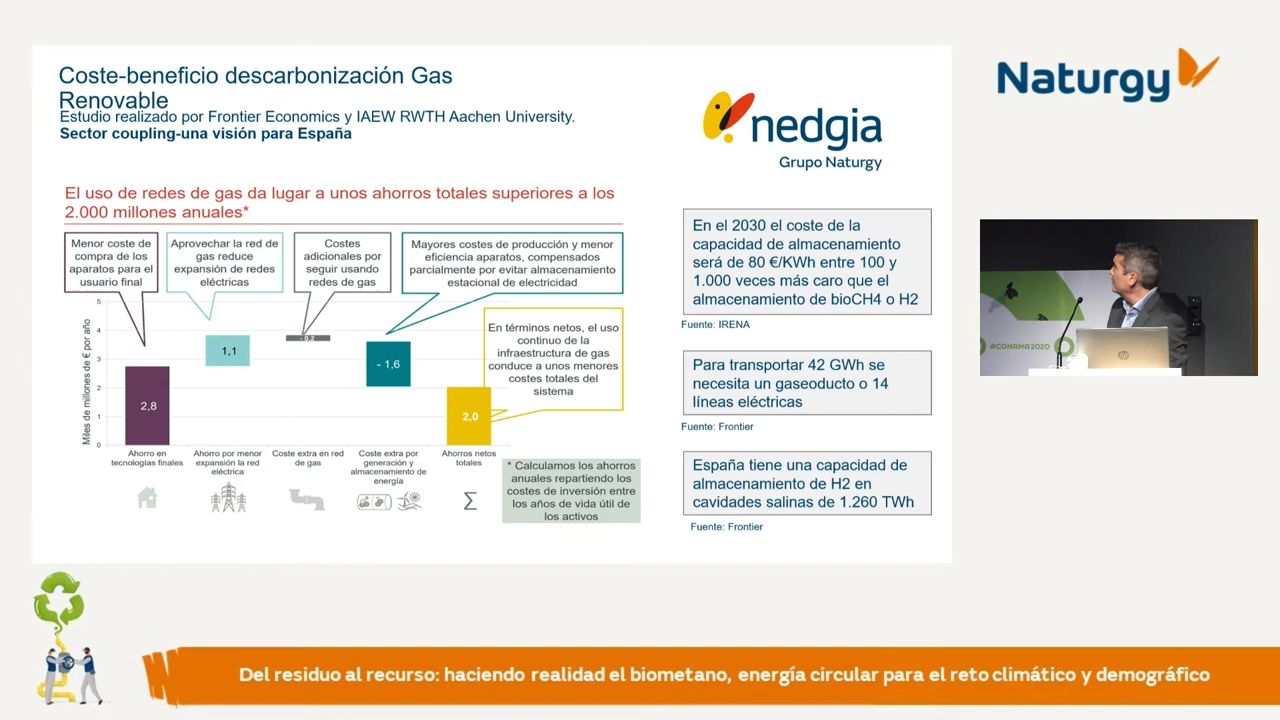 Coste-beneficio descarbonización Gas
Renovable
Estudio realizado por Frontier Economics y IAEW RWTH Aachen University.
Sector coupling-una visión para España
Naturgy
nedgia
Grupo Naturgy
El uso de redes de gas da lugar a unos ahorros totales superiores a los
2.000 millones anuales*
Menor coste de
compra de los
aparatos para el
usuario final
Aprovechar la red de
gas reduce
expansión de redes
eléctricas
Costes
adicionales por
seguir usando
redes de gas
Mayores costes de producción y menor
eficiencia aparatos, compensados
parcialmente por evitar almacenamiento
estacional de electricidad
En términos netos, el uso
continuo de la
infraestructura de gas
conduce a unos menores
costes totales del
sistema
Miles de millones de € por año
5
4
3
2
1
0
2,8
1,1
- 0,2
- 1,6
2,0
Ahorro en
tecnologías finales
Ahorro por menor
expansión la red
eléctrica
Coste extra en red
de gas
Coste extra por
generación y
almacenamiento de
energía
Ahorros netos
totales
Σ
* Calculamos los ahorros
anuales repartiendo los
costes de inversión entre
los años de vida útil de
los activos
En el 2030 el coste de la
capacidad de almacenamiento
será de 80 €/KWh entre 100 y
1.000 veces más caro que el
almacenamiento de bioCH4 o H2
Fuente: IRENA
Para transportar 42 GWh se
necesita un gaseoducto o 14
líneas eléctricas
Fuente: Frontier
España tiene una capacidad de
almacenamiento de H2 en
cavidades salinas de 1.260 TWh
Fuente: Frontier
#CONAMA2020
hp
Del residuo al recurso: haciendo realidad el biometano, energía circular para el reto climático y demográfico